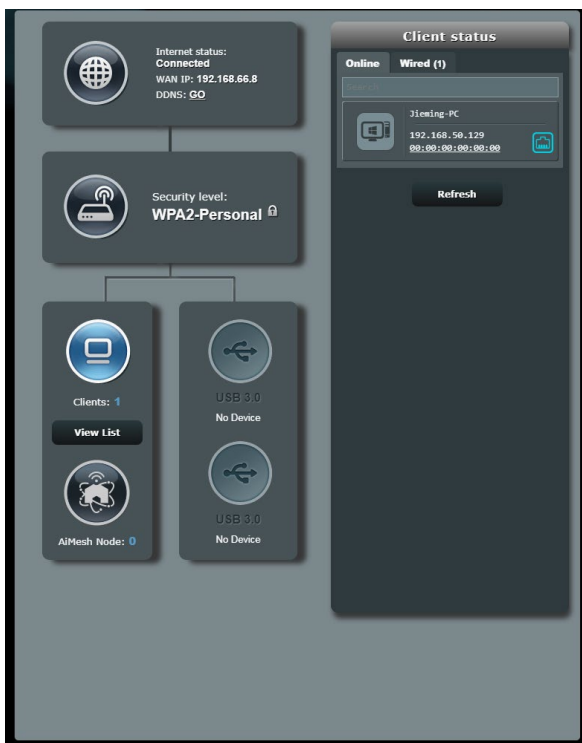 Internet status:
Connected
WAN IP: 192.168.66.8
DDNS: GO
Security level:
WPA2-Personal
Clients: 1
View List
AiMesh Node: 0
USB 3.0
No Device
USB 3.0
No Device
Client status
Online Wired (1)
Search
Jieming-PC
192.168.50.129
00:00:00:00:00:00
Refresh